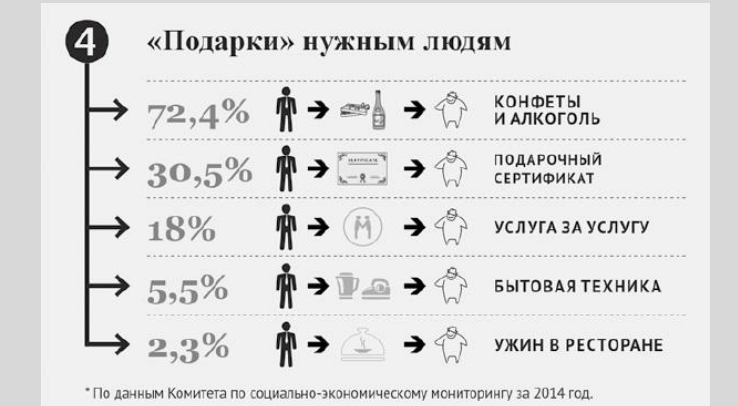 4
«Подарки» нужным людям
72,4%
КОНФЕТЫ
И АЛКОГОЛЬ
30,5%
CERTIFICATE
ПОДАРОЧНЫЙ
СЕРТИФИКАТ
18%
УСЛУГА ЗА УСЛУГУ
5,5%
БЫТОВАЯ ТЕХНИКА
2,3%
УЖИН В РЕСТОРАНЕ
* По данным Комитета по социально-экономическому мониторингу за 2014 год.